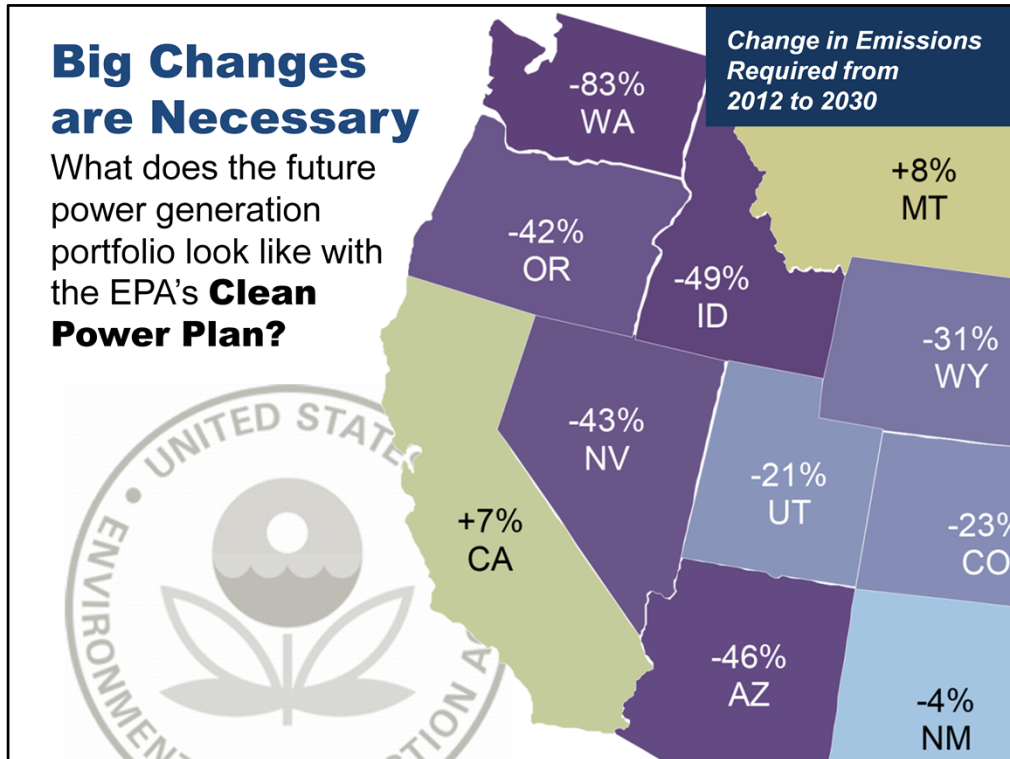 Big Changes
are Necessary
What does the future
power generation
portfolio look like with
the EPA's Clean
Power Plan?
Change in Emissions
Required from
2012 to 2030
-83%
WA
+8%
MT
-42%
OR
-49%
ID
-31%
WY
-43%
NV
-21%
UT
-23%
CO
+7%
CA
-46%
AZ
-4%
NM
UNITED
ENVIRONMENT